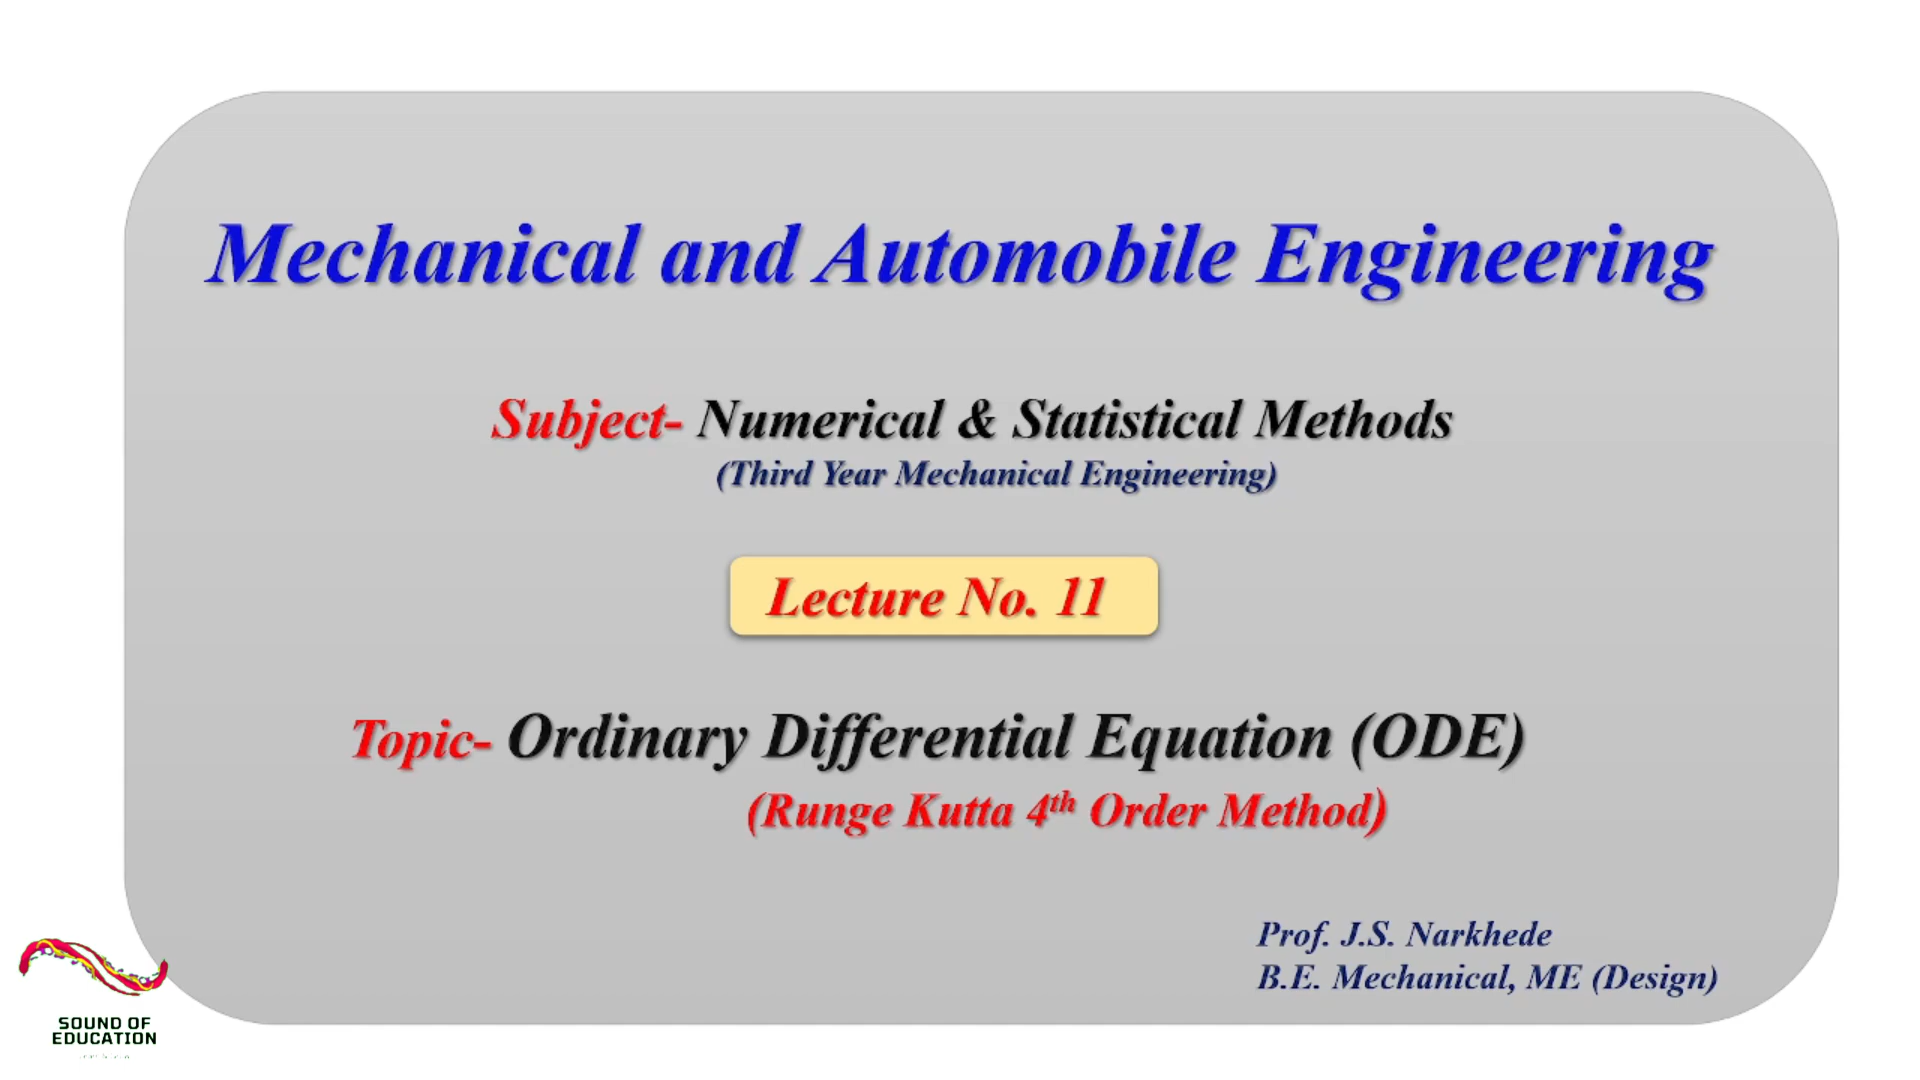 Mechanical and Automobile Engineering
Subject- Numerical & Statistical Methods
(Third Year Mechanical Engineering)
Lecture No. 11
Topic- Ordinary Differential Equation (ODE)
(Runge Kutta 4th Order Method)
Prof. J.S. Narkhede
B.E. Mechanical, ME (Design)
SOUND OF
EDUCATION